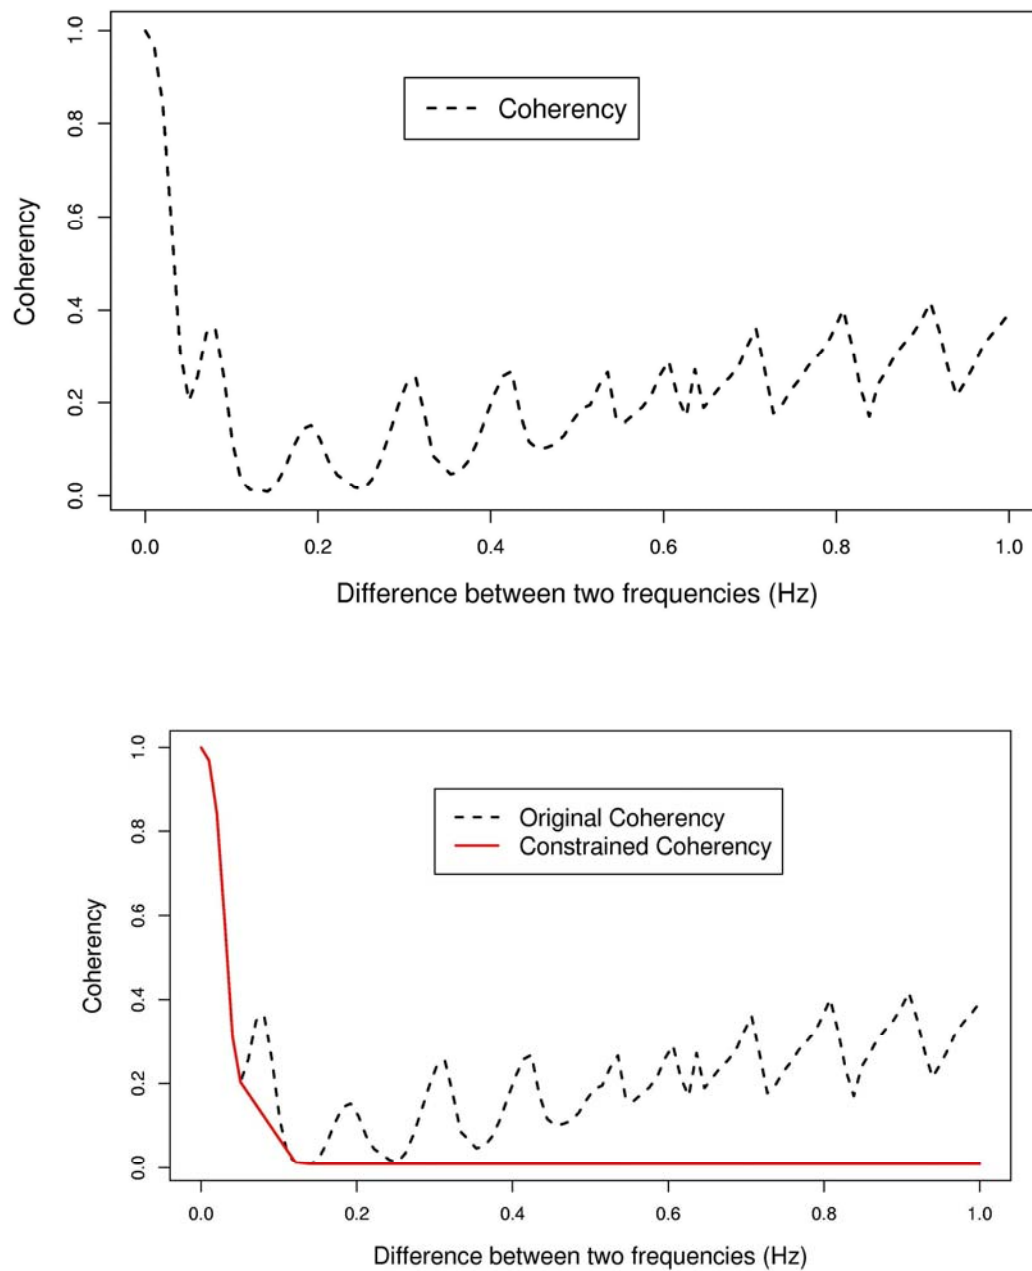 1.0
0.8
0.6
0.4
0.2
0.0
Coherency
Coherency
0.0 0.2 0.4 0.6 0.8 1.0
Difference between two frequencies (Hz)
1.0
0.8
0.6
0.4
0.2
0.0
Coherency
Original Coherency
Constrained Coherency
0.0 0.2 0.4 0.6 0.8 1.0
Difference between two frequencies (Hz)